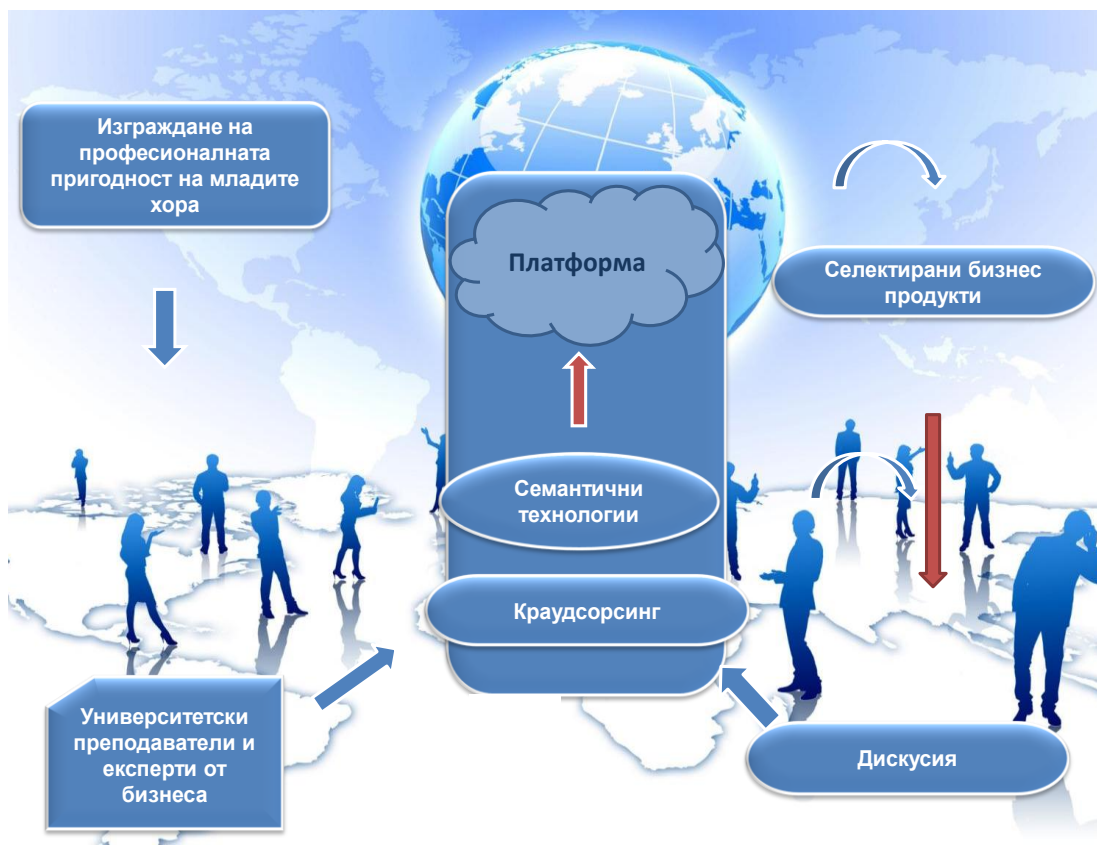 Изграждане на
професионалната
пригодност на младите
хора
Платформа
Селектирани бизнес
продукти
Семантични
технологии
Краудсорсинг
Университетски
преподаватели и
експерти от
бизнеса
Дискусия